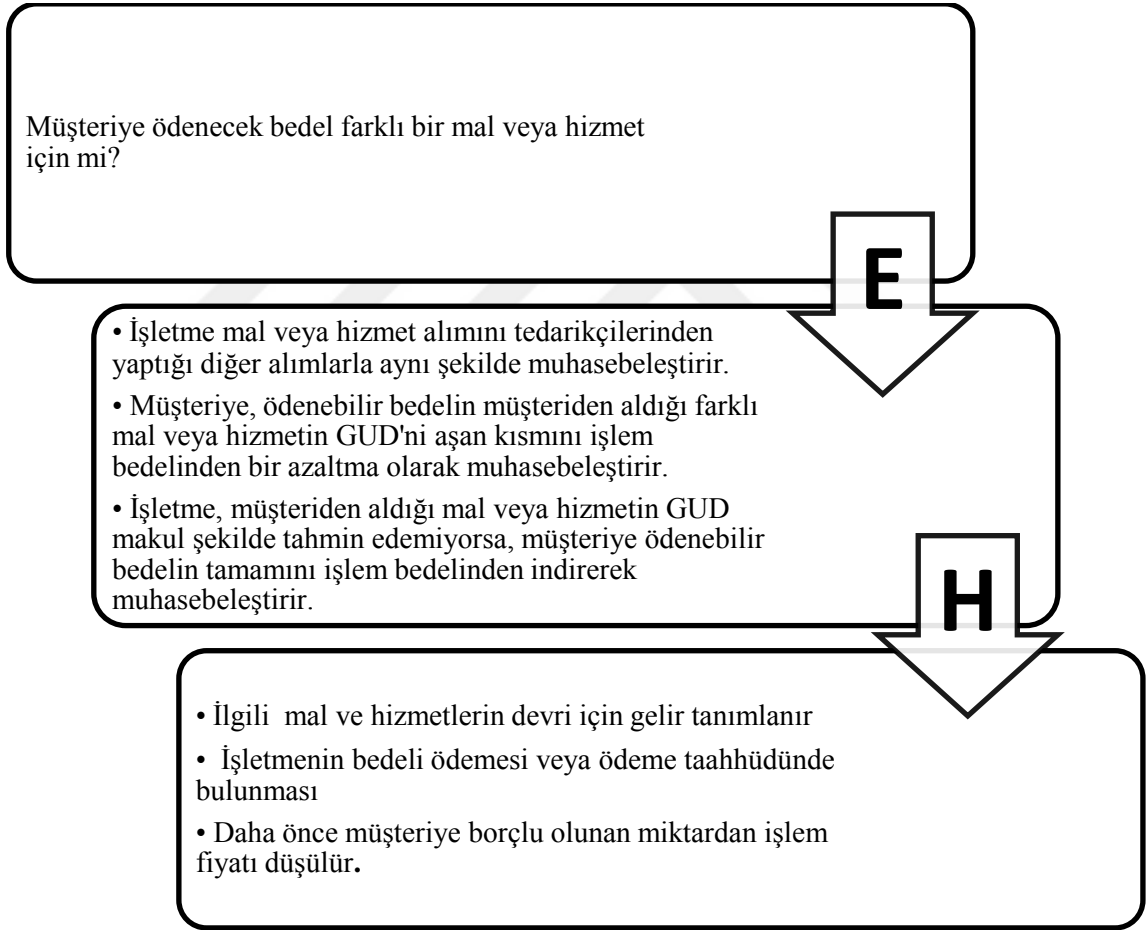 Müşteriye ödenecek bedel farklı bir mal veya hizmet
için mi?
E
• İşletme mal veya hizmet alımını tedarikçilerinden
yaptığı diğer alımlarla aynı şekilde muhasebeleştirir.
• Müşteriye, ödenebilir bedelin müşteriden aldığı farklı
mal veya hizmetin GUD'ni aşan kısmını işlem
bedelinden bir azaltma olarak muhasebeleştirir.
• İşletme, müşteriden aldığı mal veya hizmetin GUD
makul şekilde tahmin edemiyorsa, müşteriye ödenebilir
bedelin tamamını işlem bedelinden indirerek
muhasebeleştirir.
H
• İlgili mal ve hizmetlerin devri için gelir tanımlanır
• İşletmenin bedeli ödemesi veya ödeme taahhüdünde
bulunması
• Daha önce müşteriye borçlu olunan miktardan işlem
fiyatı düşülür.